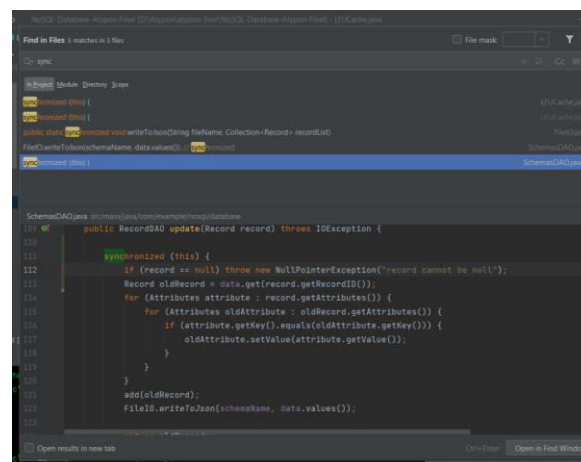 NoSQL-Database-Atypon-Final [D:\Atypon\atypon-final\NoSQL-Database-Atypon-Final] - LFUCache.java
Find in Files 5 matches in 3 files
File mask:
sync
Cc W
In Project Module Directory Scope
synchronized (this) { LFUCache.ja
synchronized (this) { LFUCache.ja
public static synchronized void writeToJson(String fileName, Collection<Record> recordList) FileIO.ja
FileIO.writeToJson(schemaName, data.values()); // synchronized SchemasDAO.ja
synchronized (this) { SchemasDAO.ja
SchemasDAO.java src/main/java/com/example/nosql/database
109 public RecordDAO update(Record record) throws IOException {
110
111 synchronized (this) {
112 if (record == null) throw new NullPointerException("record cannot be null");
113 Record oldRecord = data.get(record.getRecordID());
114 for (Attributes attribute : record.getAttributes()) {
115 for (Attributes oldAttribute : oldRecord.getAttributes()) {
116 if (attribute.getKey().equals(oldAttribute.getKey())) {
117 oldAttribute.setValue(attribute.getValue());
118 }
119 }
120 }
121 add(oldRecord);
122 FileIO.writeToJson(schemaName, data.values());
123
Open results in new tab Ctrl+Enter Open in Find Windo